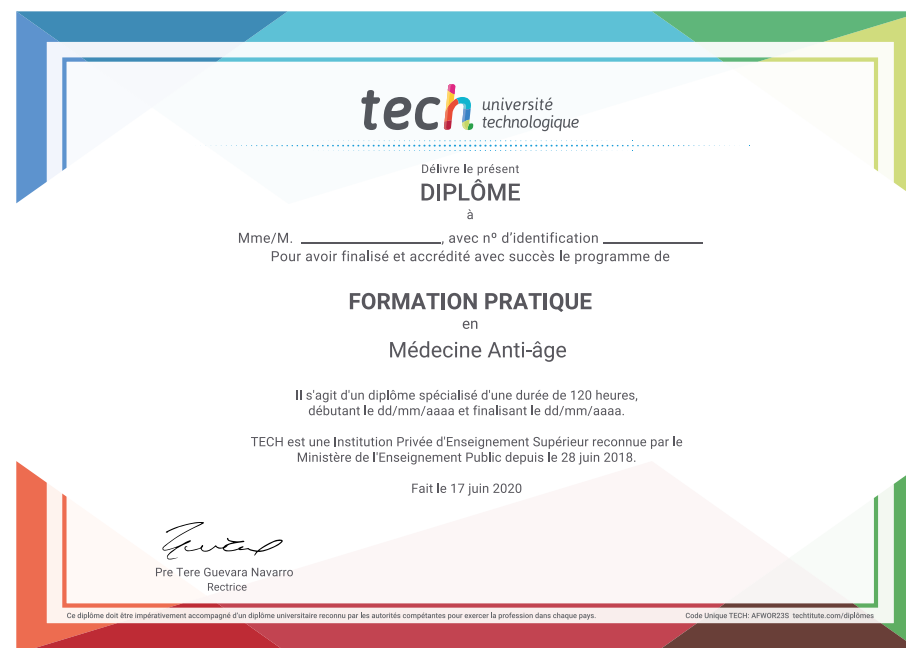 tech université
technologique
Délivre le présent
DIPLÔME
à
Mme/M. ____________________, avec nº d'identification ______________
Pour avoir finalisé et accrédité avec succès le programme de
FORMATION PRATIQUE
en
Médecine Anti-âge
Il s'agit d'un diplôme spécialisé d'une durée de 120 heures,
débutant le dd/mm/aaaa et finalisant le dd/mm/aaaa.
TECH est une Institution Privée d'Enseignement Supérieur reconnue par le
Ministère de l'Enseignement Public depuis le 28 juin 2018.
Fait le 17 juin 2020
Pre Tere Guevara Navarro
Rectrice
Ce diplôme doit être impérativement accompagné d'un diplôme universitaire reconnu par les autorités compétantes pour exercer la profession dans chaque pays.
Code Unique TECH: AFWOR23S techtitute.com/diplômes